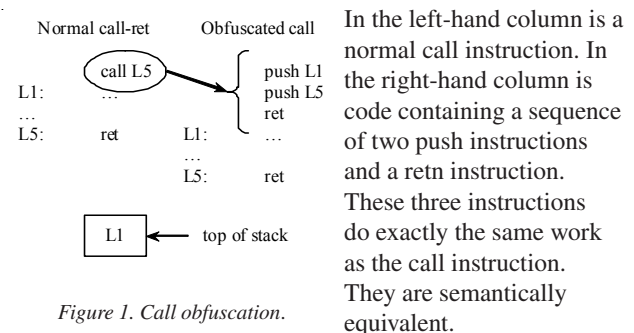 Normal call-ret Obfuscated call
call L5 push L1
L1: … push L5
… ret
L5: ret L1: …
…
L5: ret
L1 top of stack
Figure 1. Call obfuscation.
In the left-hand column is a
normal call instruction. In
the right-hand column is
code containing a sequence
of two push instructions
and a retn instruction.
These three instructions
do exactly the same work
as the call instruction.
They are semantically
equivalent.